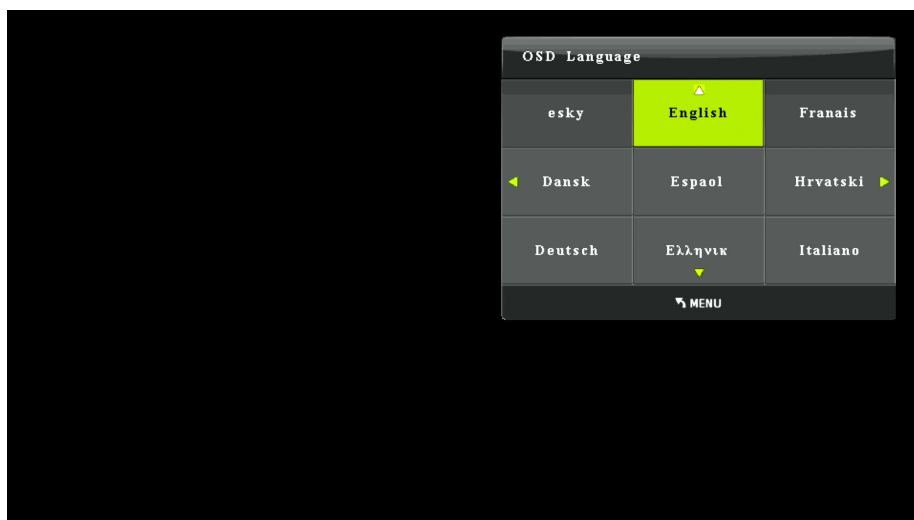 OSD Language
esky English Franais
Dansk Espaol Hrvatski
Deutsch Ελληνικ Italiano
MENU